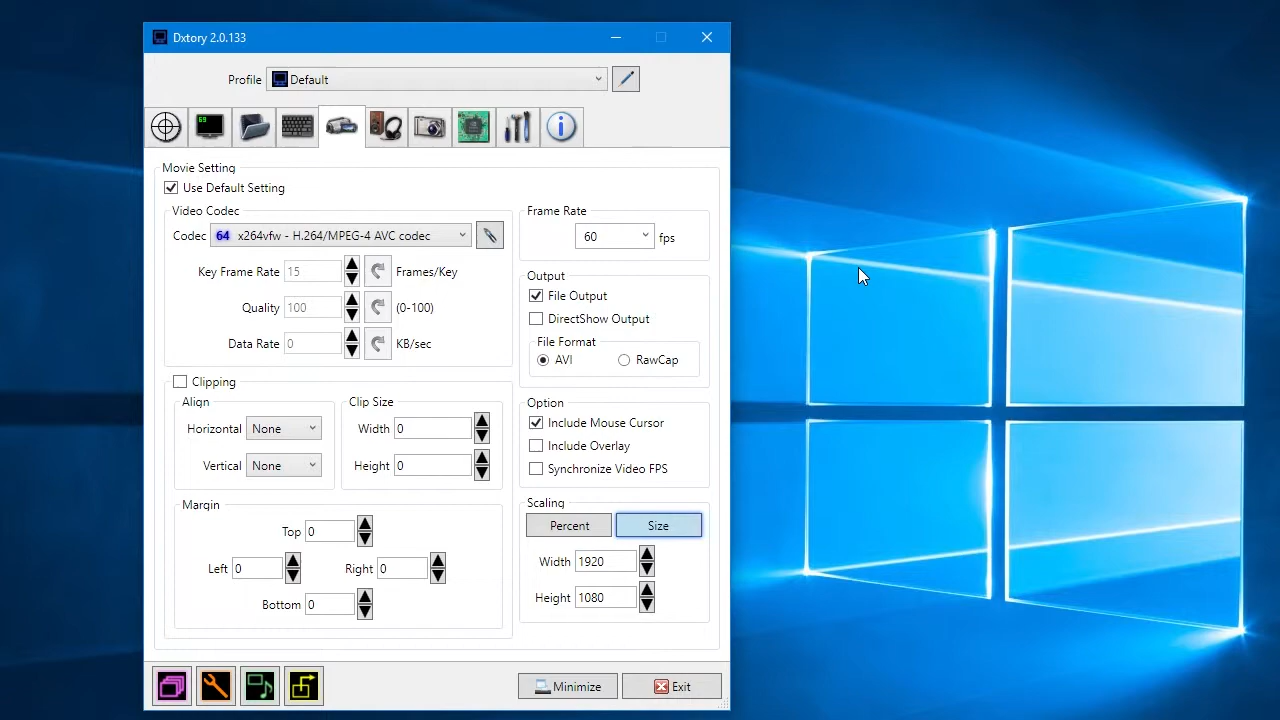 Dxtory 2.0.133
Profile Default
69
Movie Setting
Use Default Setting
Video Codec
Codec 64 x264vfw - H.264/MPEG-4 AVC codec
Key Frame Rate 15 Frames/Key
Quality 100 (0-100)
Data Rate 0 KB/sec
Frame Rate
60 fps
Output
File Output
DirectShow Output
File Format
AVI RawCap
Clipping
Align
Horizontal None
Vertical None
Clip Size
Width 0
Height 0
Option
Include Mouse Cursor
Include Overlay
Synchronize Video FPS
Margin
Top 0
Left 0 Right 0
Bottom 0
Scaling
Percent Size
Width 1920
Height 1080
Minimize Exit